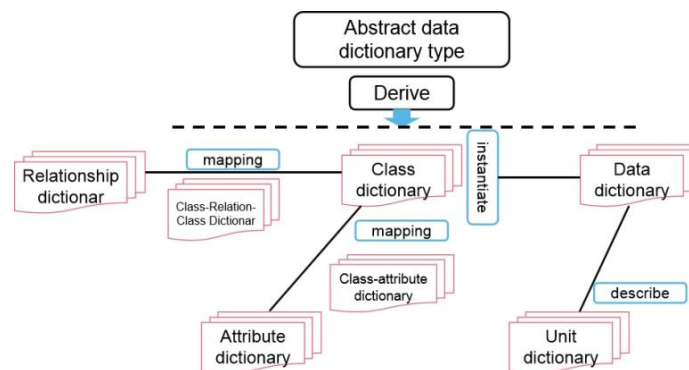 Abstract data
dictionary type
Derive
mapping
instantiate
Relationship
dictionar
Class
dictionary
Data
dictionary
Class-Relation-
Class Dictionar
mapping
Class-attribute
dictionary
describe
Attribute
dictionary
Unit
dictionary